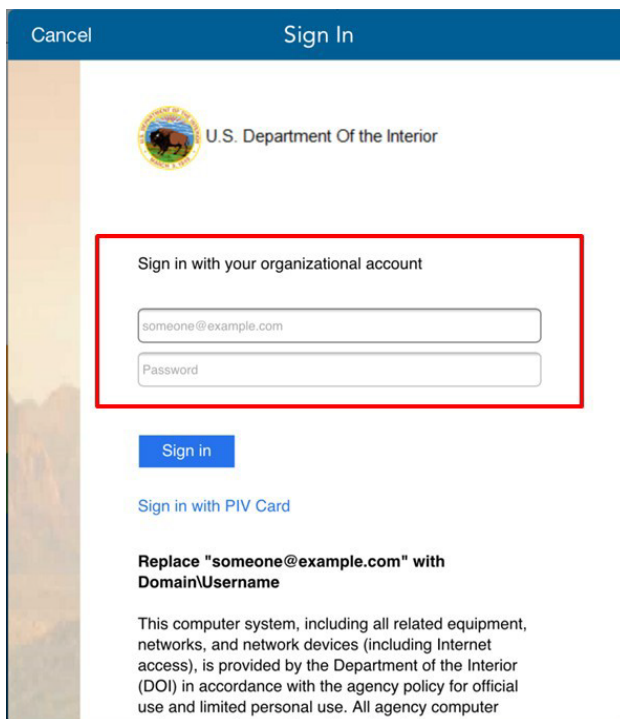 Cancel
Sign In
U.S. Department Of the Interior
Sign in with your organizational account
someone@example.com
Password
Sign in
Sign in with PIV Card
Replace "someone@example.com" with
Domain\Username
This computer system, including all related equipment,
networks, and network devices (including Internet
access), is provided by the Department of the Interior
(DOI) in accordance with the agency policy for official
use and limited personal use. All agency computer